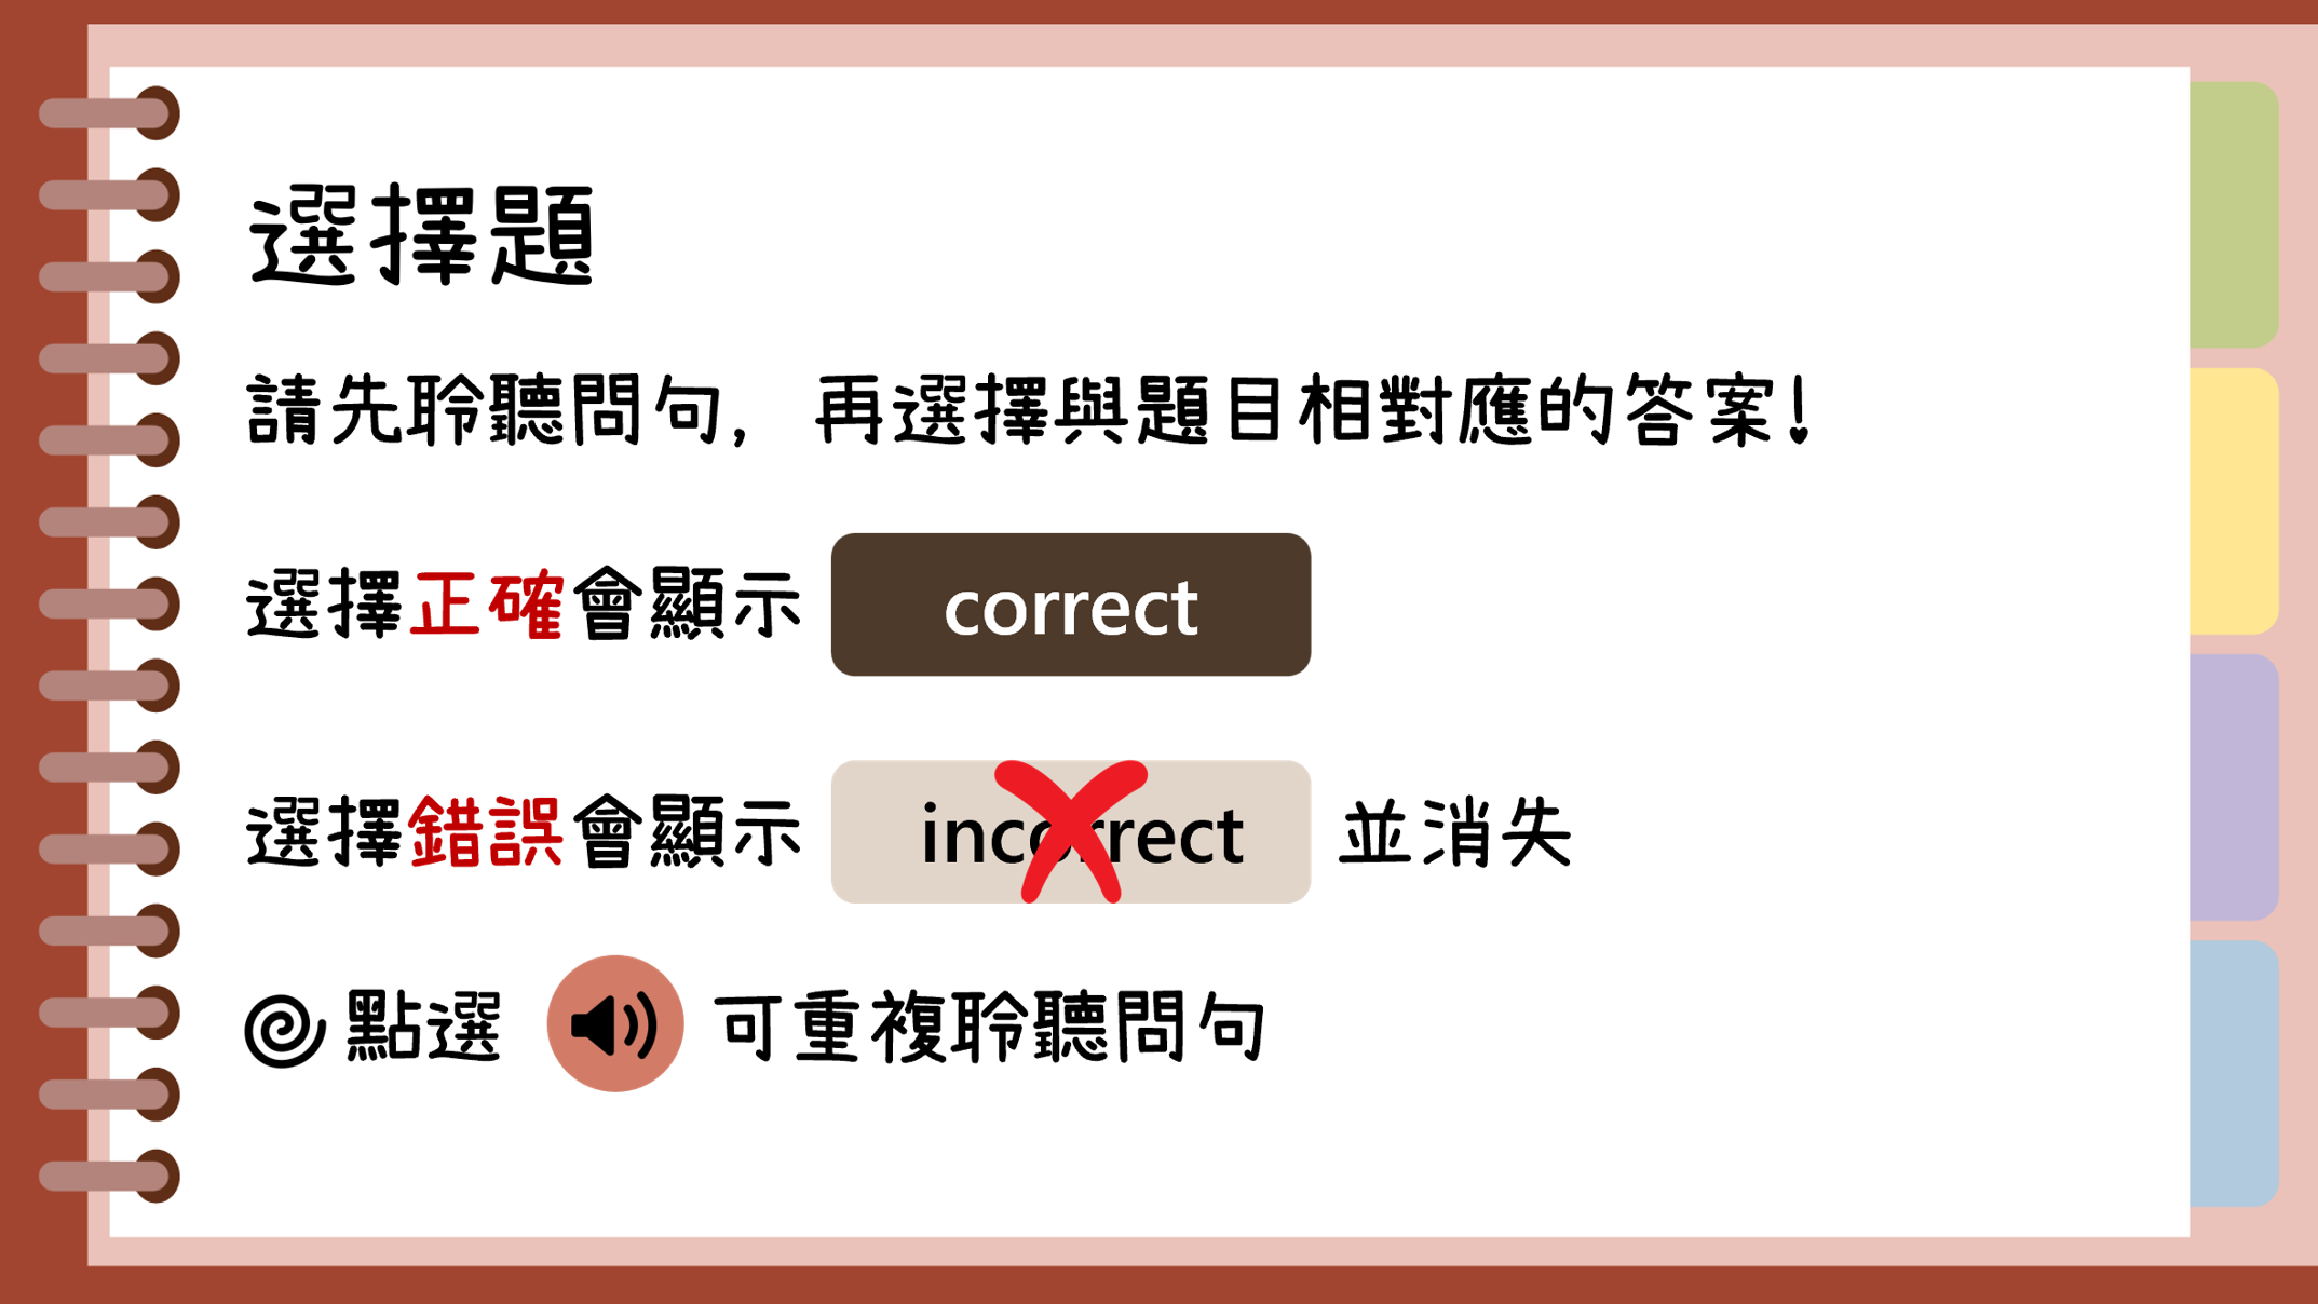 選擇題
請先聆聽問句，再選擇與題目相對應的答案！
選擇正確會顯示 correct
選擇錯誤會顯示 incorrect 並消失
點選 可重複聆聽問句